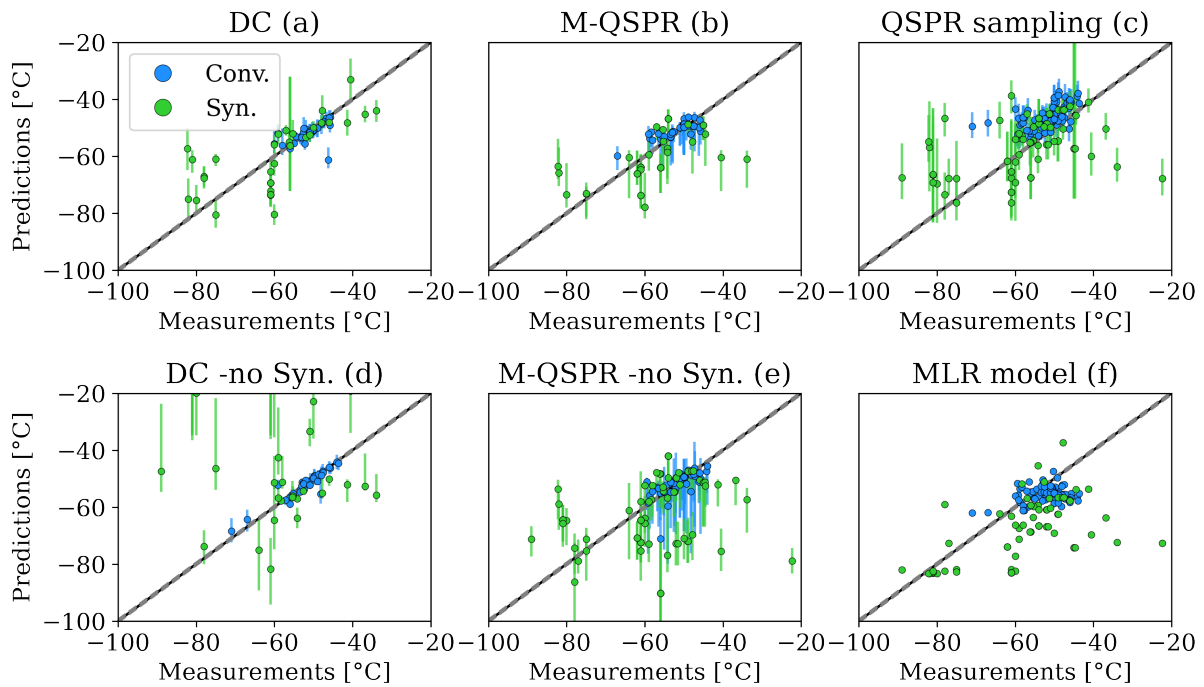 DC (a)
M-QSPR (b)
QSPR sampling (c)
Predictions [°C]
−20
−40
−60
−80
−100
Conv.
Syn.
−100 −80 −60 −40 −20
−100 −80 −60 −40 −20
−100 −80 −60 −40 −20
Measurements [°C]
Measurements [°C]
Measurements [°C]
DC -no Syn. (d)
M-QSPR -no Syn. (e)
MLR model (f)
Predictions [°C]
−20
−40
−60
−80
−100
−100 −80 −60 −40 −20
−100 −80 −60 −40 −20
−100 −80 −60 −40 −20
Measurements [°C]
Measurements [°C]
Measurements [°C]